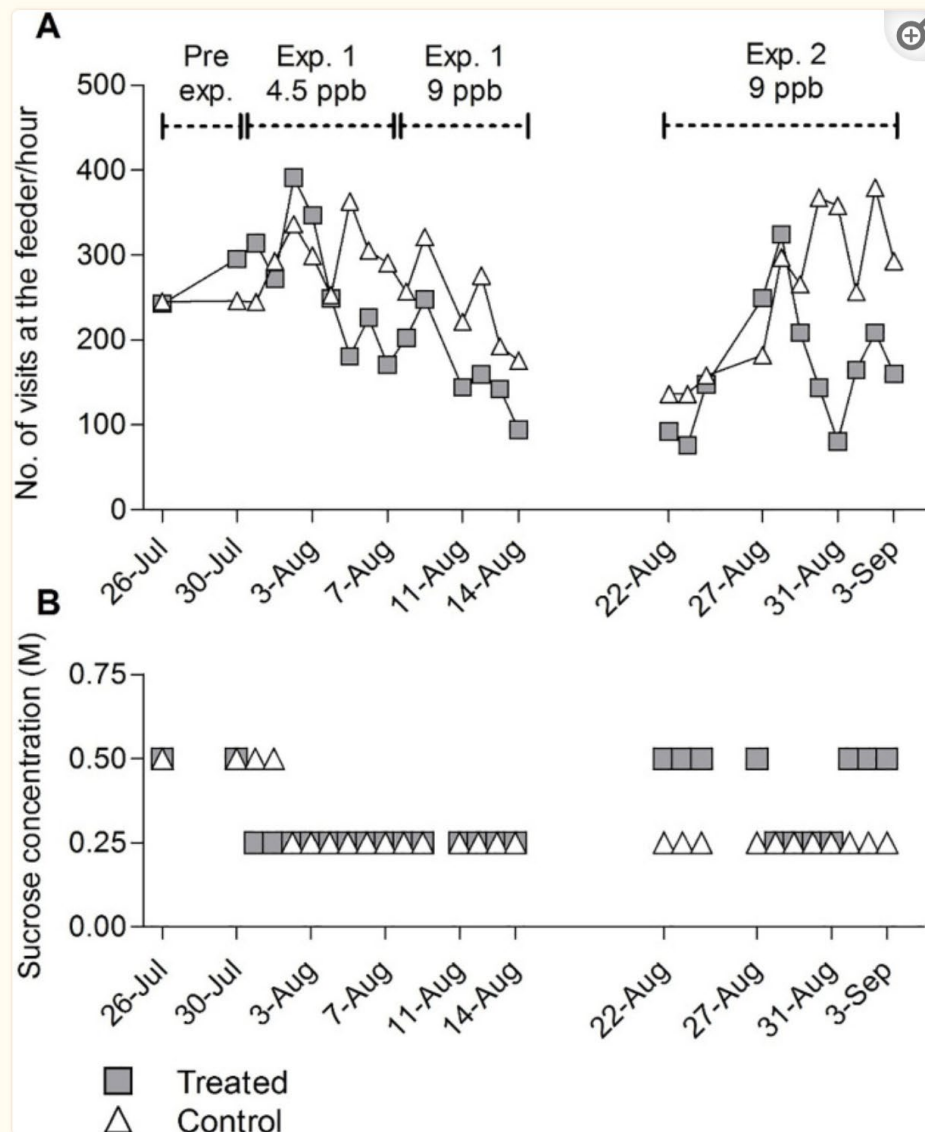 A
Pre exp.
Exp. 1 4.5 ppb
Exp. 1 9 ppb
Exp. 2 9 ppb
No. of visits at the feeder/hour
500
400
300
200
100
0
26-Jul
30-Jul
3-Aug
7-Aug
11-Aug
14-Aug
22-Aug
27-Aug
31-Aug
3-Sep
B
Sucrose concentration (M)
0.75
0.50
0.25
0.00
26-Jul
30-Jul
3-Aug
7-Aug
11-Aug
14-Aug
22-Aug
27-Aug
31-Aug
3-Sep
Treated
Control